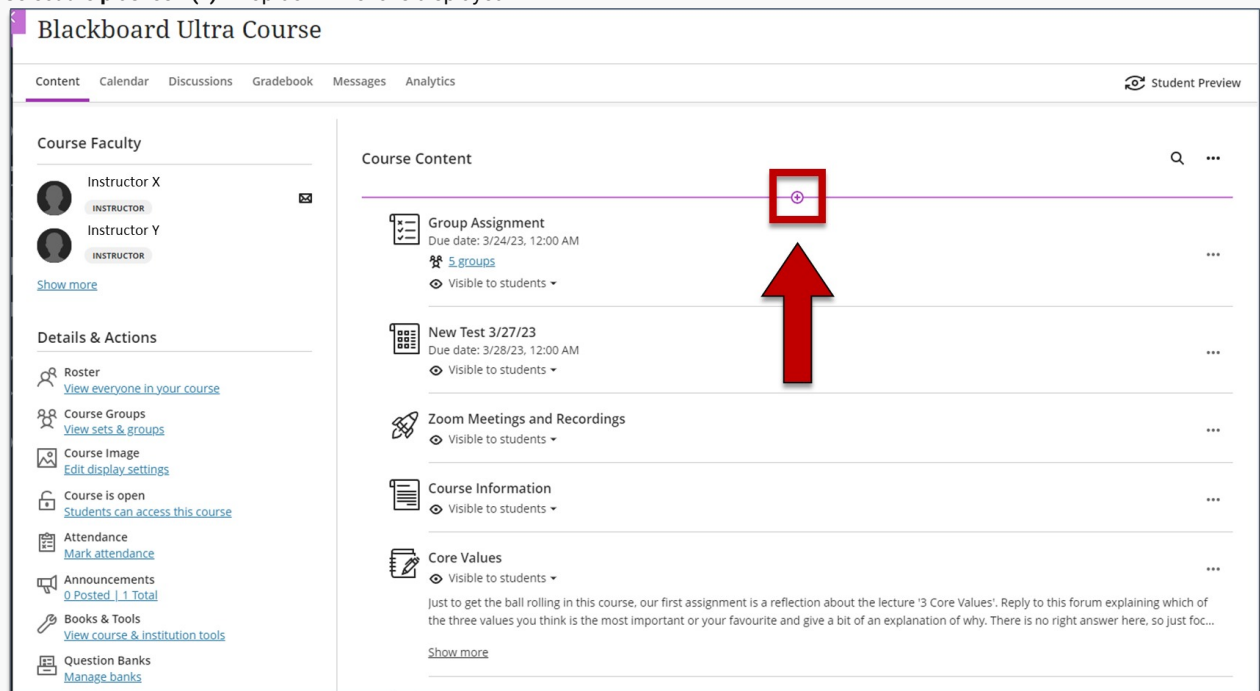 Blackboard Ultra Course
Content Calendar Discussions Gradebook Messages Analytics
Student Preview
Course Faculty
Instructor X
INSTRUCTOR
Instructor Y
INSTRUCTOR
Show more
Details & Actions
Roster
View everyone in your course
Course Groups
View sets & groups
Course Image
Edit display settings
Course is open
Students can access this course
Attendance
Mark attendance
Announcements
0 Posted | 1 Total
Books & Tools
View course & institution tools
Question Banks
Manage banks
Course Content
Group Assignment
Due date: 3/24/23, 12:00 AM
5 groups
Visible to students
New Test 3/27/23
Due date: 3/28/23, 12:00 AM
Visible to students
Zoom Meetings and Recordings
Visible to students
Course Information
Visible to students
Core Values
Visible to students
Just to get the ball rolling in this course, our first assignment is a reflection about the lecture '3 Core Values'. Reply to this forum explaining which of
the three values you think is the most important or your favourite and give a bit of an explanation of why. There is no right answer here, so just foc...
Show more